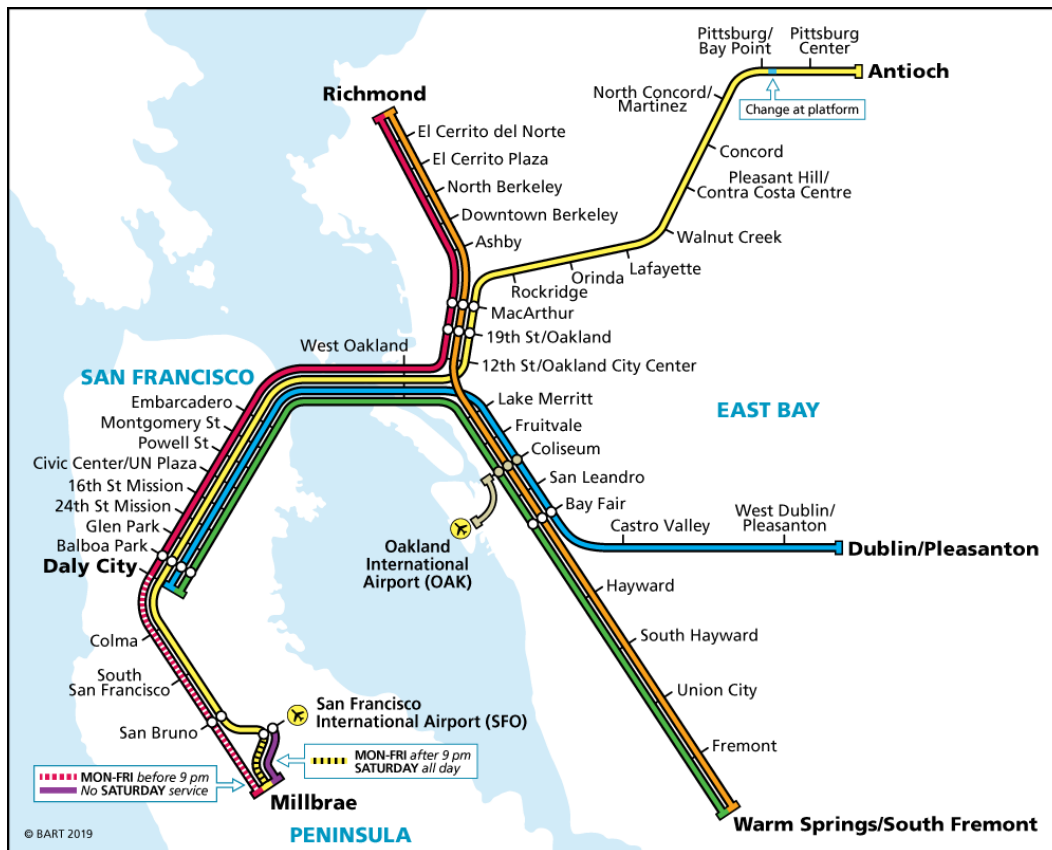 Pittsburg/
Bay Point
Pittsburg
Center
Antioch
North Concord/
Martinez
Change at platform
Richmond
El Cerrito del Norte
Concord
El Cerrito Plaza
Pleasant Hill/
Contra Costa Centre
North Berkeley
Downtown Berkeley
Walnut Creek
Ashby
Lafayette
Orinda
Rockridge
MacArthur
19th St/Oakland
West Oakland
12th St/Oakland City Center
SAN FRANCISCO
Lake Merritt
EAST BAY
Embarcadero
Montgomery St
Fruitvale
Powell St
Coliseum
Civic Center/UN Plaza
San Leandro
16th St Mission
Bay Fair
24th St Mission
Castro Valley
West Dublin/
Pleasanton
Glen Park
Balboa Park
Oakland
International
Airport (OAK)
Dublin/Pleasanton
Daly City
Hayward
Colma
South Hayward
South
San Francisco
Union City
San Francisco
International Airport (SFO)
San Bruno
Fremont
MON-FRI after 9 pm
SATURDAY all day
MON-FRI before 9 pm
No SATURDAY service
Millbrae
Warm Springs/South Fremont
© BART 2019
PENINSULA